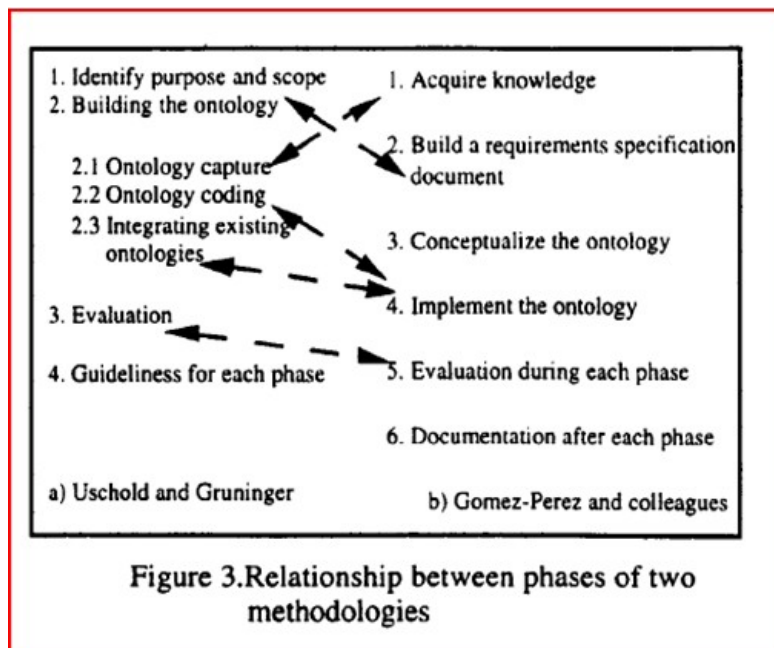 1. Identify purpose and scope
2. Building the ontology
2.1 Ontology capture
2.2 Ontology coding
2.3 Integrating existing
ontologies
3. Evaluation
4. Guideliness for each phase
a) Uschold and Gruninger
1. Acquire knowledge
2. Build a requirements specification
document
3. Conceptualize the ontology
4. Implement the ontology
5. Evaluation during each phase
6. Documentation after each phase
b) Gomez-Perez and colleagues
Figure 3.Relationship between phases of two
methodologies